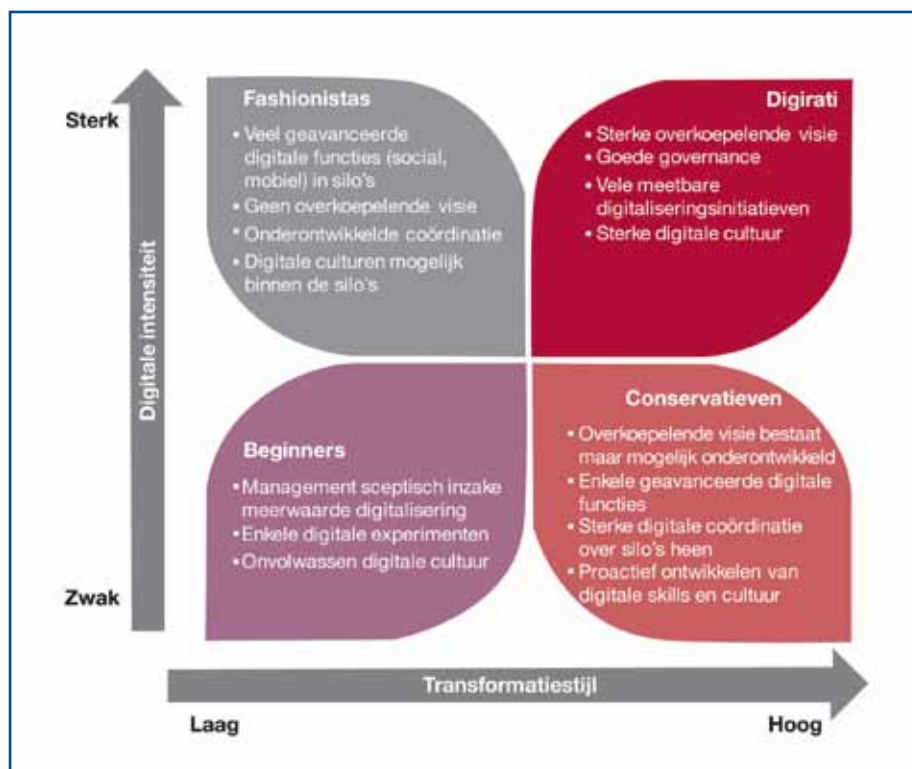 Sterk
Digitale intensiteit
Zwak
Fashionistas
• Veel geavanceerde
digitale functies (social,
mobiel) in silo's
• Geen overkoepelende visie
• Onderontwikkelde coördinatie
• Digitale culturen mogelijk
binnen de silo's
Digirati
• Sterke overkoepelende visie
• Goede governance
• Vele meetbare
digitaliseringsinitiatieven
• Sterke digitale cultuur
Beginners
• Management sceptisch inzake
meerwaarde digitalisering
• Enkele digitale experimenten
• Onvolwassen digitale cultuur
Conservatieven
• Overkoepelende visie bestaat
maar mogelijk onderontwikkeld
• Enkele geavanceerde digitale
functies
• Sterke digitale coördinatie
over silo's heen
• Proactief ontwikkelen van
digitale skills en cultuur
Transformatiestijl
Laag
Hoog